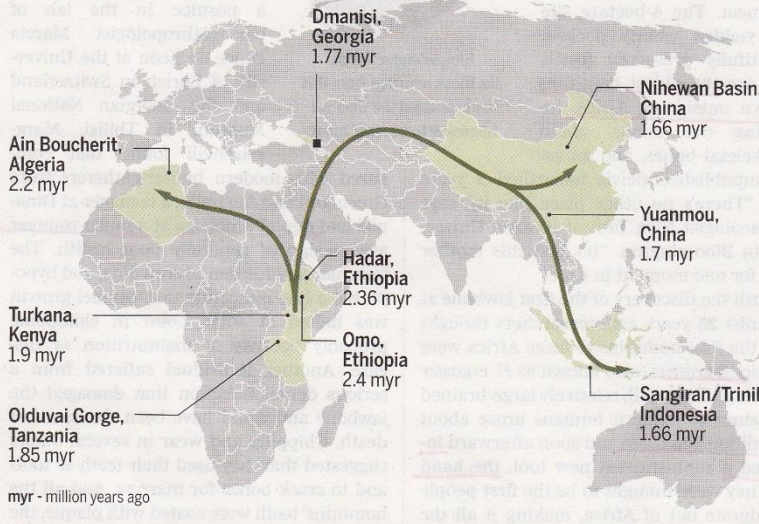 Dmanisi,
Georgia
1.77 myr
Nihewan Basin,
China
1.66 myr
Ain Boucherit,
Algeria
2.2 myr
Yuanmou,
China
1.7 myr
Hadar,
Ethiopia
2.36 myr
Turkana,
Kenya
1.9 myr
Omo,
Ethiopia
2.4 myr
Sangiran/Trinil
Indonesia
1.66 myr
Olduvai Gorge,
Tanzania
1.85 myr
myr - million years ago